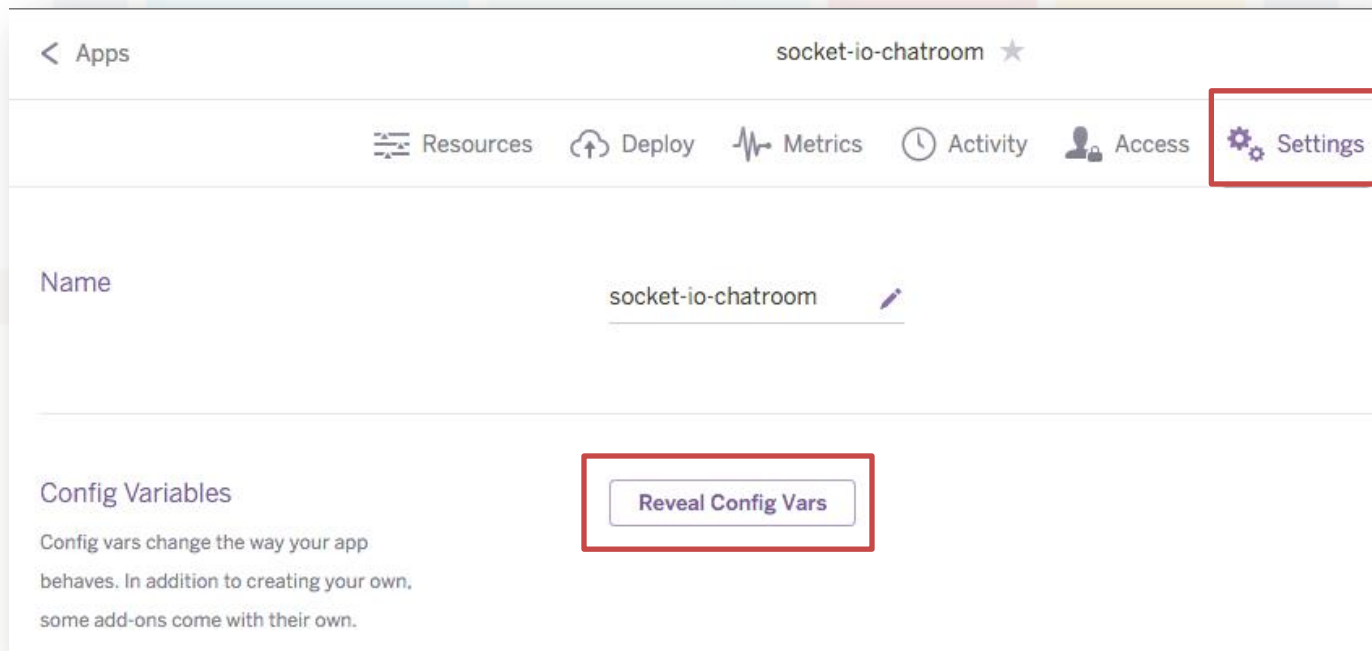 Apps
socket-io-chatroom
Resources Deploy Metrics Activity Access Settings
Name
socket-io-chatroom
Config Variables
Reveal Config Vars
Config vars change the way your app
behaves. In addition to creating your own,
some add-ons come with their own.